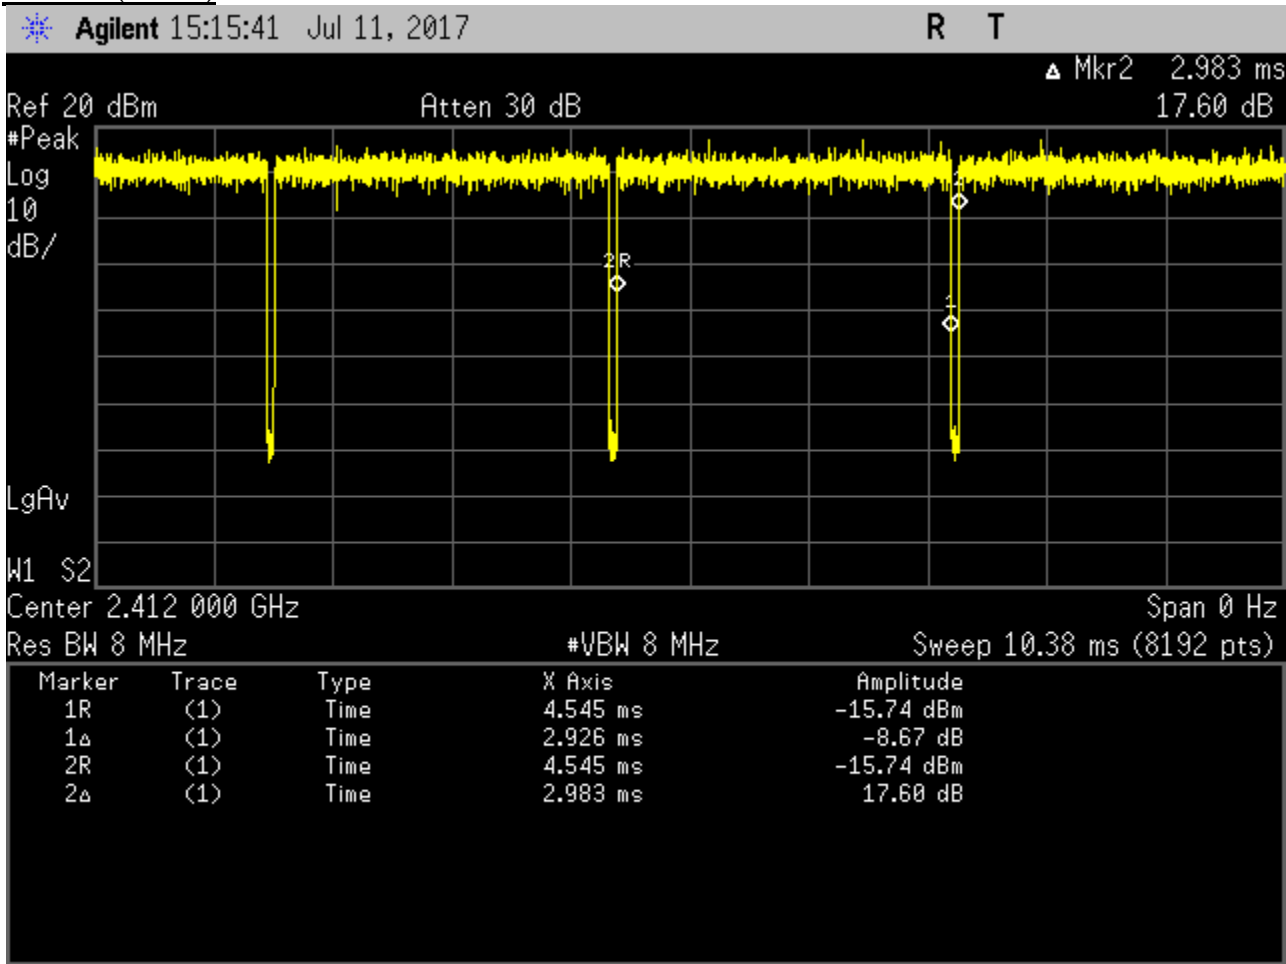 Agilent 15:15:41 Jul 11, 2017 R T
Δ Mkr2 2.983 ms
Ref 20 dBm Atten 30 dB 17.60 dB
#Peak
Log
10
dB/
2
2R
1
LgAv
W1 S2
Center 2.412 000 GHz Span 0 Hz
Res BW 8 MHz #VBW 8 MHz Sweep 10.38 ms (8192 pts)
Marker Trace Type X Axis Amplitude
1R (1) Time 4.545 ms -15.74 dBm
1Δ (1) Time 2.926 ms -8.67 dB
2R (1) Time 4.545 ms -15.74 dBm
2Δ (1) Time 2.983 ms 17.60 dB